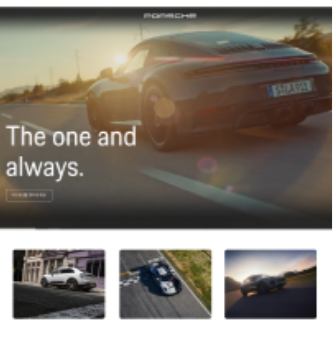 PORSCHE
The one and
always.